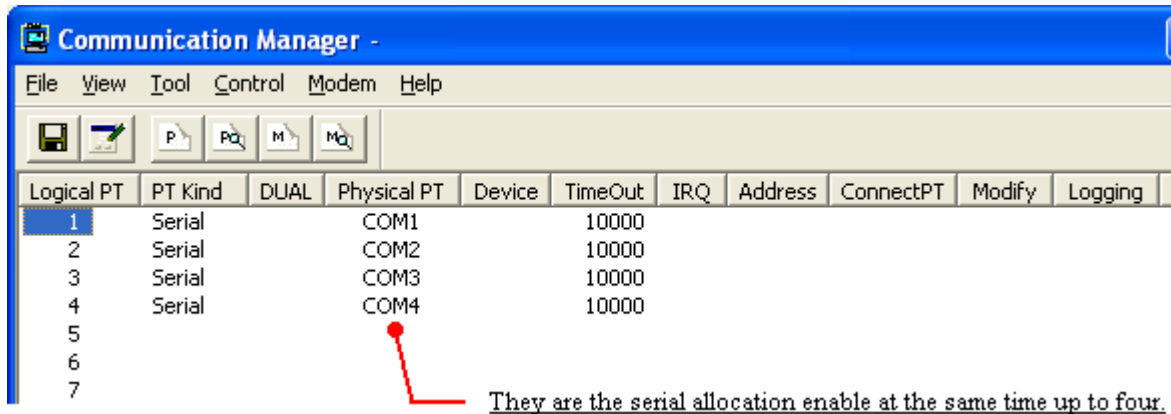 Communication Manager -
File View Tool Control Modem Help
P PQ M MQ
Logical PT PT Kind DUAL Physical PT Device TimeOut IRQ Address ConnectPT Modify Logging
1 Serial COM1 10000
2 Serial COM2 10000
3 Serial COM3 10000
4 Serial COM4 10000
5
6
7
They are the serial allocation enable at the same time up to four